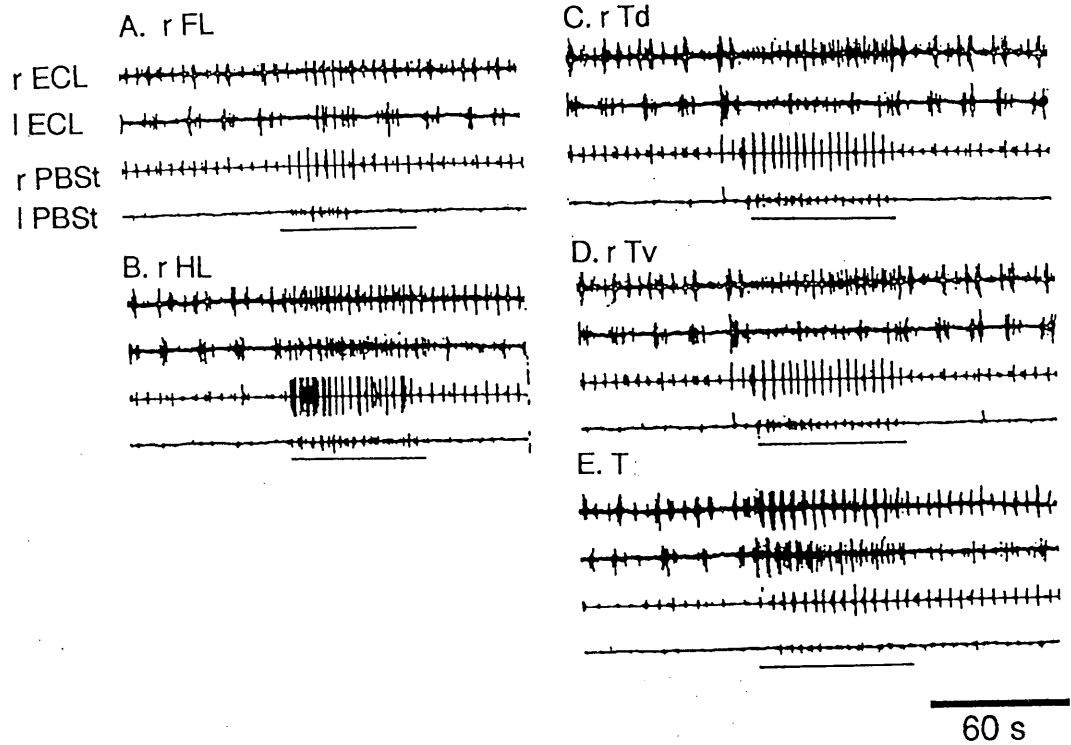 A. r FL
r ECL
l ECL
r PBSt
l PBSt
B. r HL
C. r Td
D. r Tv
E. T
60 s